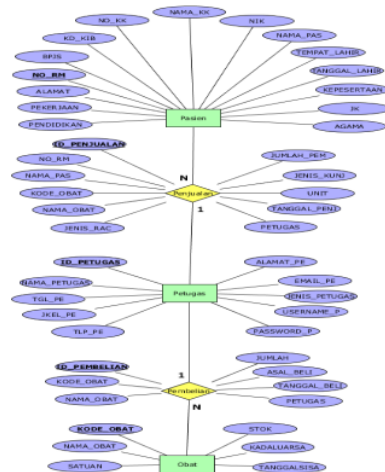 NAMA_KK
NO_KK
NIK
KD_KIB
NAMA_PAS
BPJS
TEMPAT_LAHIR
NO_RM
TANGGAL_LAHIR
ALAMAT
KEPESERTAAN
PEKERJAAN
JK
PENDIDIKAN
AGAMA
Pasien
ID_PENJUALAN
NO_RM
JUMLAH_PEM
NAMA_PAS
N
JENIS_KUNJ
KODE_OBAT
Penjualan
UNIT
NAMA_OBAT
1
TANGGAL_PENJ
JENIS_RAC
PETUGAS
ID_PETUGAS
ALAMAT_PE
NAMA_PETUGAS
EMAIL_PE
Petugas
JENIS_PETUGAS
TGL_PE
USERNAME_P
JKEL_PE
PASSWORD_P
TLP_PE
ID_PEMBELIAN
1
JUMLAH
KODE_OBAT
ASAL_BELI
Pembelian
TANGGAL_BELI
NAMA_OBAT
PETUGAS
N
KODE_OBAT
STOK
NAMA_OBAT
KADALUARSA
SATUAN
Obat
TANGGALSISA